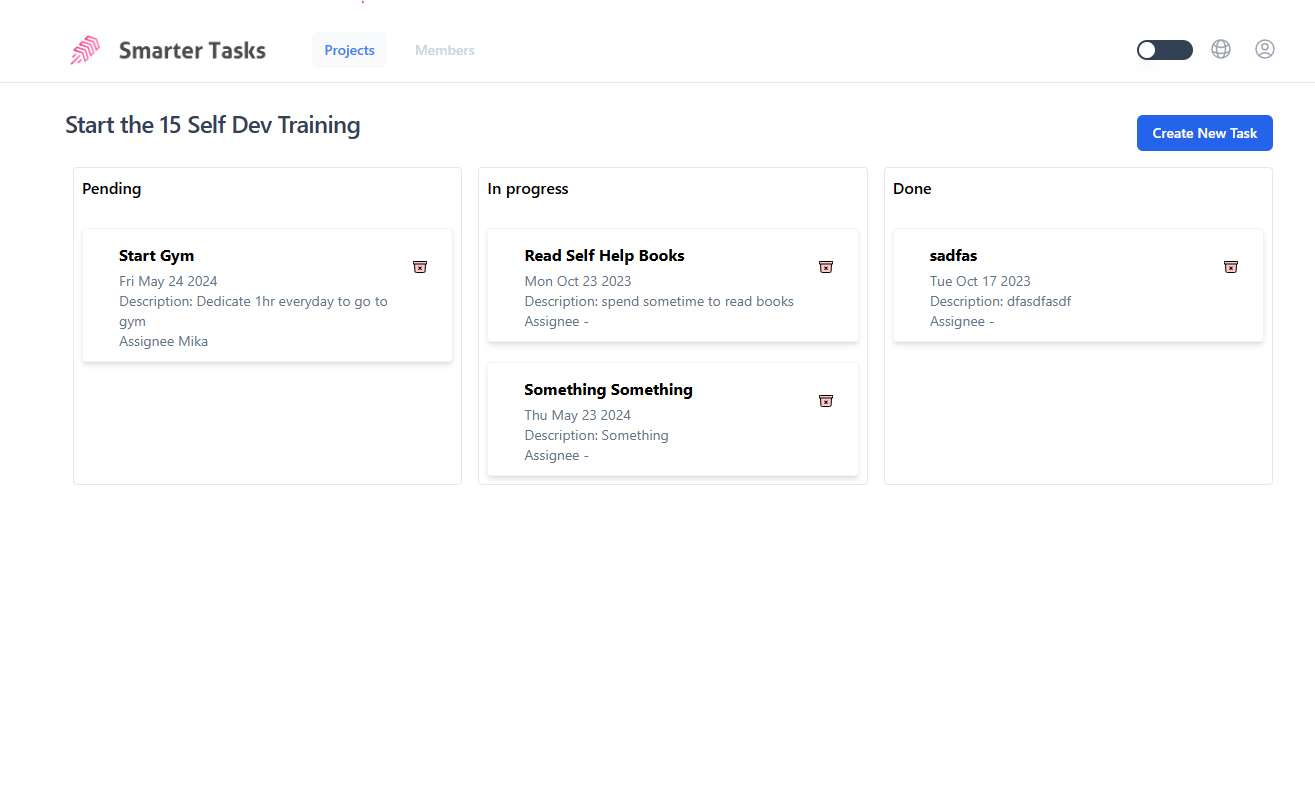 Smarter Tasks
Projects
Members
Start the 15 Self Dev Training
Create New Task
Pending
Start Gym
Fri May 24 2024
Description: Dedicate 1hr everyday to go to
gym
Assignee Mika
In progress
Read Self Help Books
Mon Oct 23 2023
Description: spend sometime to read books
Assignee -
Something Something
Thu May 23 2024
Description: Something
Assignee -
Done
sadfas
Tue Oct 17 2023
Description: dfasdfasdf
Assignee -